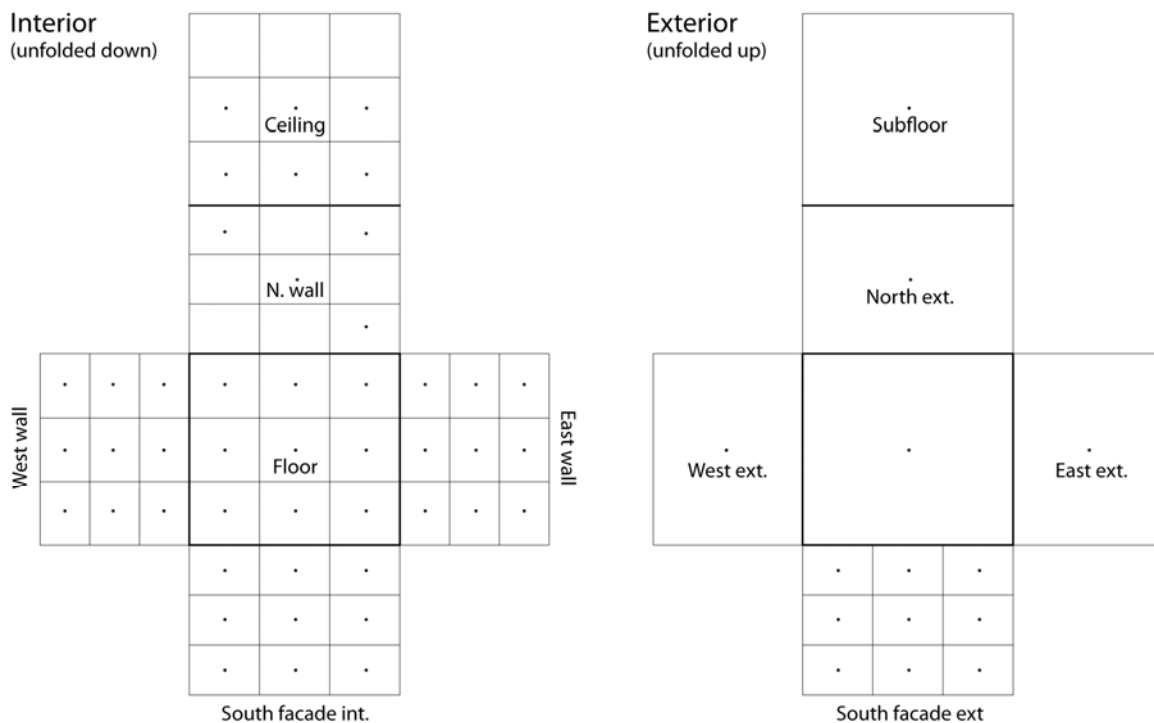 Interior
(unfolded down)
Exterior
(unfolded up)
Ceiling
Subfloor
N. wall
North ext.
West wall
Floor
East wall
West ext.
East ext.
South facade int.
South facade ext